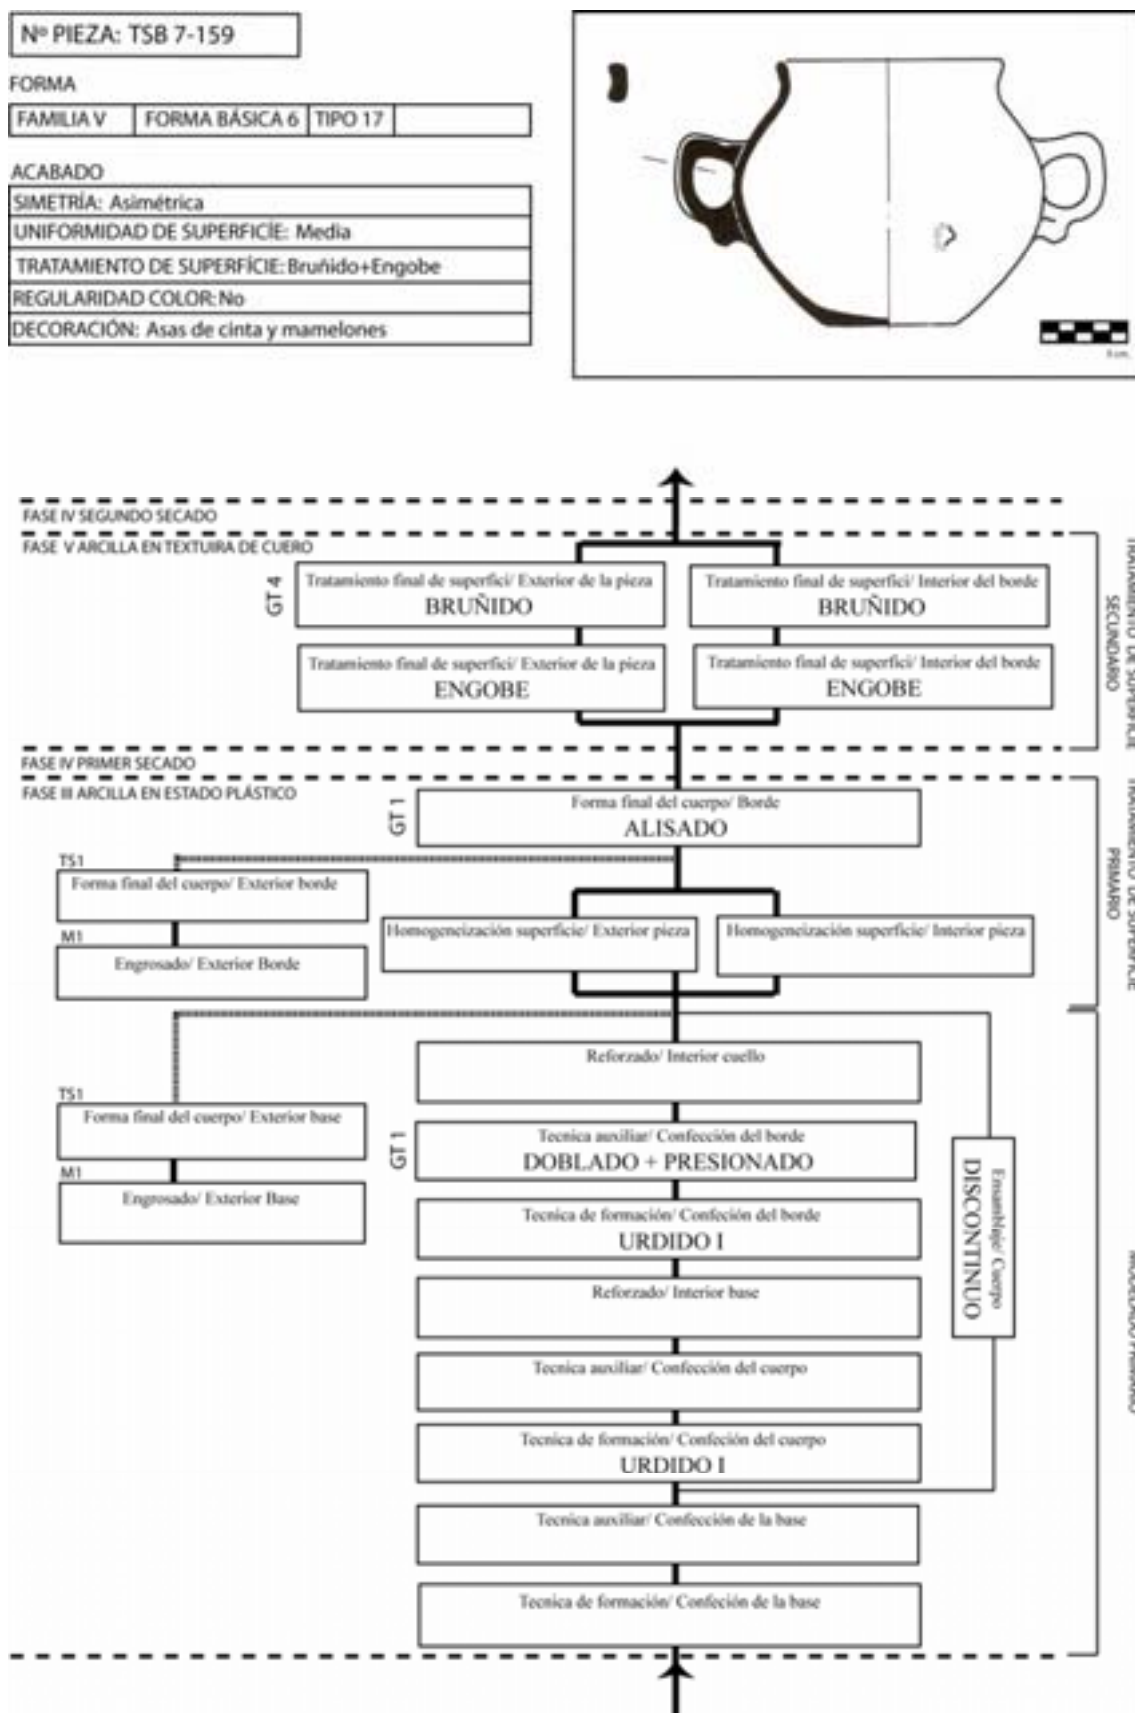 Nº PIEZA: TSB 7-159
FORMA
FAMILIA V FORMA BÁSICA 6 TIPO 17
ACABADO
SIMETRÍA: Asimétrica
UNIFORMIDAD DE SUPERFICÍE: Media
TRATAMIENTO DE SUPERFÍCIE: Bruñido+Engobe
REGULARIDAD COLOR: No
DECORACIÓN: Asas de cinta y mamelones
FASE IV SEGUNDO SECADO
FASE V ARCILLA EN TEXTUIRA DE CUERO
GT 4
Tratamiento final de superfici/ Exterior de la pieza
BRUÑIDO
Tratamiento final de superfici/ Interior del borde
BRUÑIDO
Tratamiento final de superfici/ Exterior de la pieza
ENGOBE
Tratamiento final de superfici/ Interior del borde
ENGOBE
TRATAMIENTO DE SUPERFICIE
SECUNDARIO
FASE IV PRIMER SECADO
FASE III ARCILLA EN ESTADO PLÁSTICO
GT 1
Forma final del cuerpo/ Borde
ALISADO
TS1
Forma final del cuerpo/ Exterior borde
M1
Engrosado/ Exterior Borde
Homogeneización superficie/ Exterior pieza
Homogeneización superficie/ Interior pieza
TRATAMIENTO DE SUPERFICIE
PRIMARIO
Reforzado/ Interior cuello
TS1
Forma final del cuerpo/ Exterior base
M1
Engrosado/ Exterior Base
GT 1
Tecnica auxiliar/ Confección del borde
DOBLADO + PRESIONADO
Tecnica de formación/ Confeción del borde
URDIDO I
Reforzado/ Interior base
Tecnica auxiliar/ Confección del cuerpo
Tecnica de formación/ Confeción del cuerpo
URDIDO I
Ensamblaje/ Cuerpo
DISCONTINUO
Tecnica auxiliar/ Confección de la base
Tecnica de formación/ Confeción de la base
MODELADO PRIMARIO